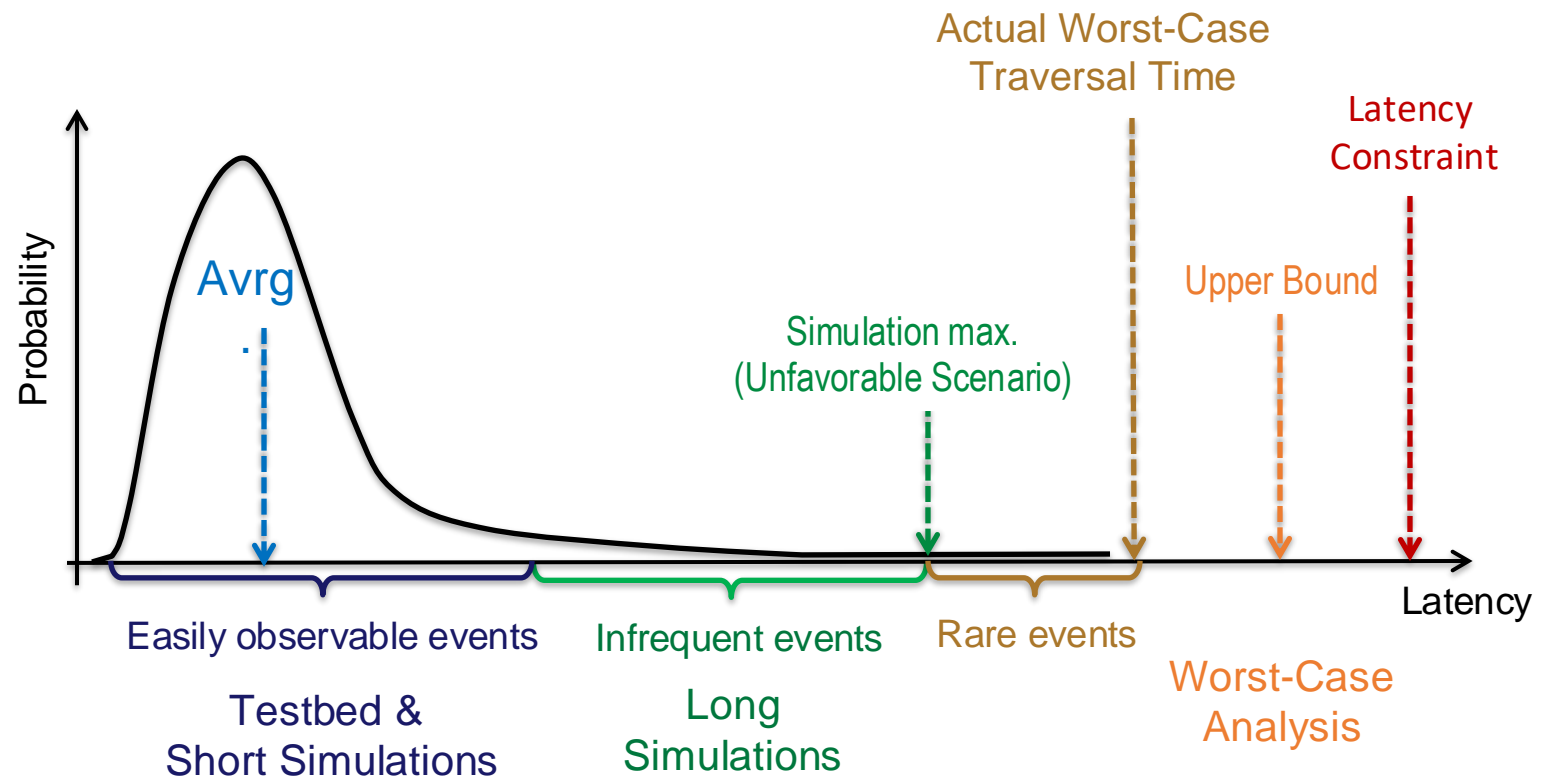 Actual Worst-Case
Traversal Time
Latency
Constraint
Probability
Avrg
.
Upper Bound
Simulation max.
(Unfavorable Scenario)
Latency
Easily observable events
Infrequent events
Rare events
Testbed &
Short Simulations
Long
Simulations
Worst-Case
Analysis